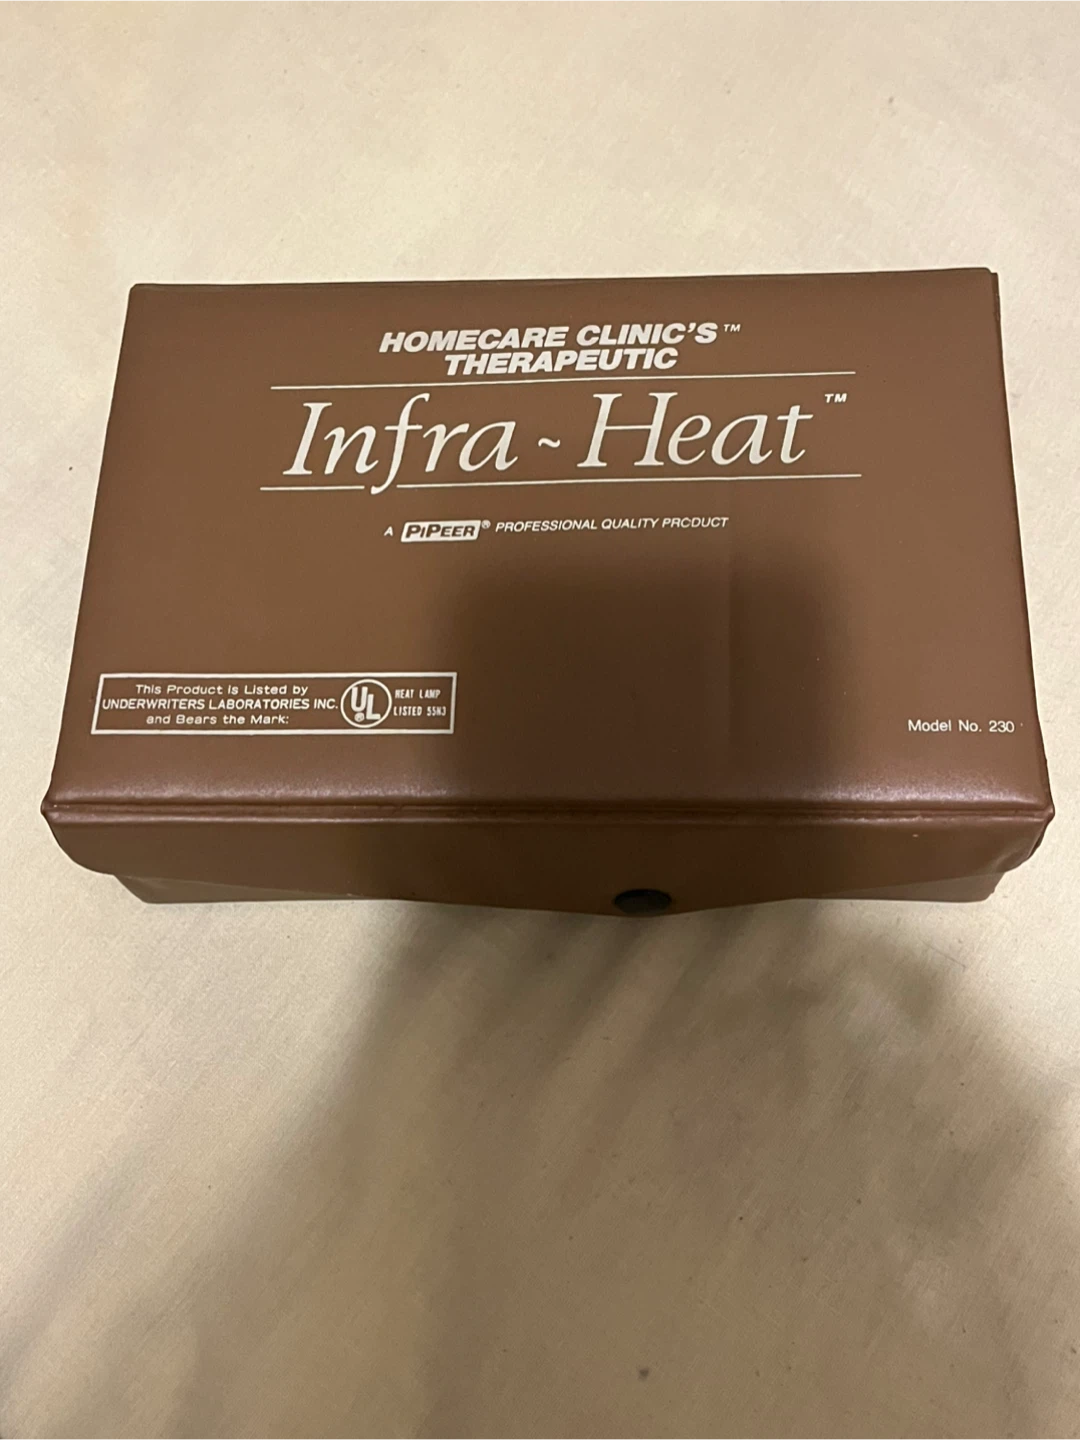 HOMECARE CLINIC'S™
THERAPEUTIC
Infra~Heat™
A PIPEER® PROFESSIONAL QUALITY PRODUCT
This Product is Listed by
UNDERWRITERS LABORATORIES INC.
and Bears the Mark:
UL®
HEAT LAMP
LISTED 55N3
Model No. 230